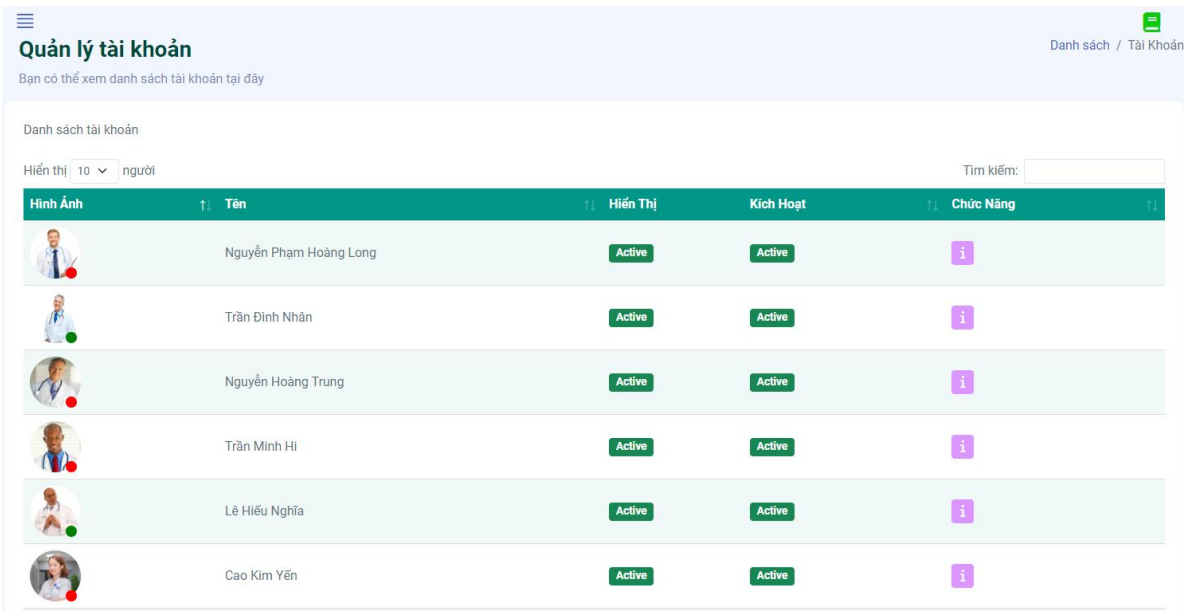 Quản lý tài khoản
Danh sách / Tài Khoản
Bạn có thể xem danh sách tài khoản tại đây
Danh sách tài khoản
Hiển thị 10 người
Tìm kiếm:
Hình Ảnh Tên Hiển Thị Kích Hoạt Chức Năng
Nguyễn Phạm Hoàng Long Active Active i
Trần Đình Nhân Active Active i
Nguyễn Hoàng Trung Active Active i
Trần Minh Hi Active Active i
Lê Hiếu Nghĩa Active Active i
Cao Kim Yến Active Active i